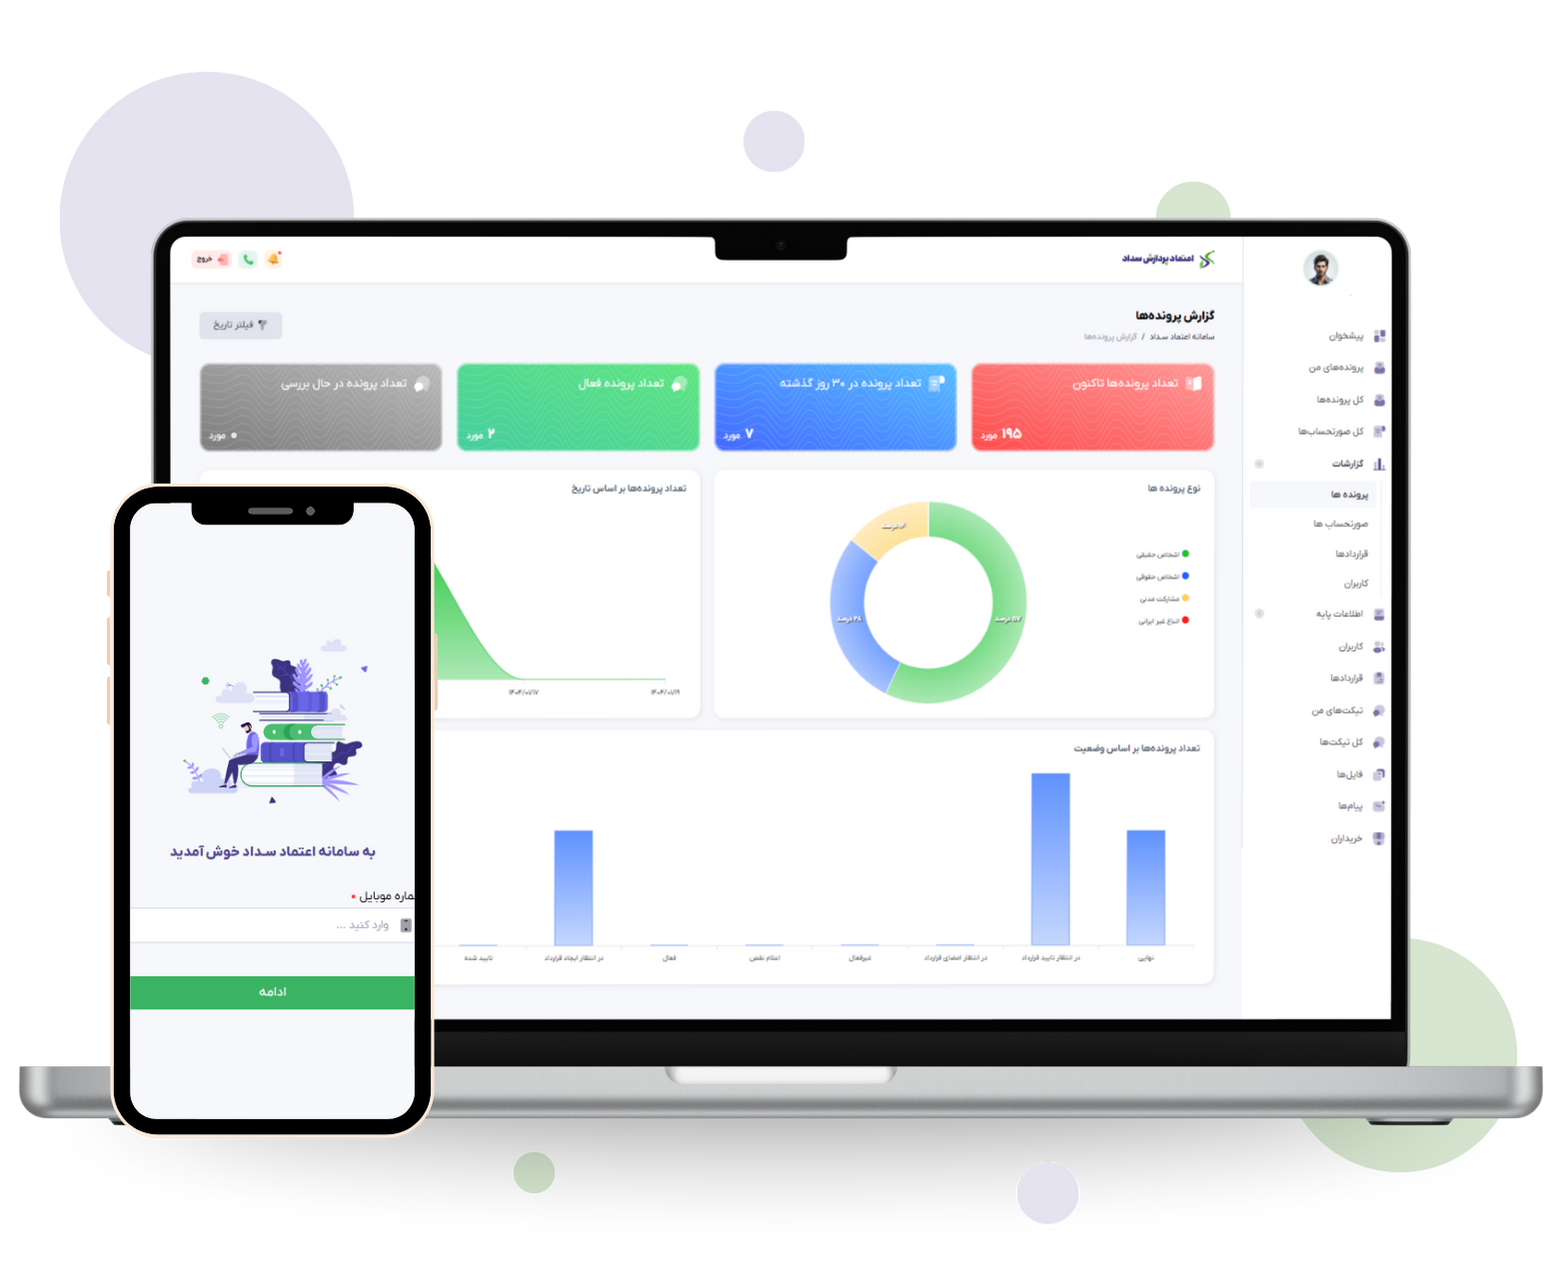 اعتماد پردازش سداد
خروج
گزارش پرونده‌ها
سامانه اعتماد سداد / گزارش پرونده‌ها
فیلتر تاریخ
تعداد پرونده‌ها تاکنون
۱۹۵ مورد
تعداد پرونده در ۳۰ روز گذشته
۷ مورد
تعداد پرونده فعال
۲ مورد
تعداد پرونده در حال بررسی
۰ مورد
پیشخوان
پرونده‌های من
کل پرونده‌ها
کل صورتحساب‌ها
گزارشات
پرونده ها
صورتحساب ها
قراردادها
کاربران
اطلاعات پایه
کاربران
قراردادها
تیکت‌های من
کل تیکت‌ها
فایل‌ها
پیام‌ها
خریداران
نوع پرونده ها
اشخاص حقیقی
اشخاص حقوقی
مشارکت مدنی
اتباع غیر ایرانی
۵۷ درصد
۲۸ درصد
درصد
تعداد پرونده‌ها بر اساس تاریخ
۱۴۰۴/۰۱/۱۷
۱۴۰۴/۰۱/۱۹
تعداد پرونده‌ها بر اساس وضعیت
نهایی
در انتظار تایید قرارداد
در انتظار امضای قرارداد
غیرفعال
اعلام نقص
فعال
در انتظار ایجاد قرارداد
تایید شده
به سامانه اعتماد سـداد خوش آمدید
ماره موبایل *
وارد کنید ...
ادامه